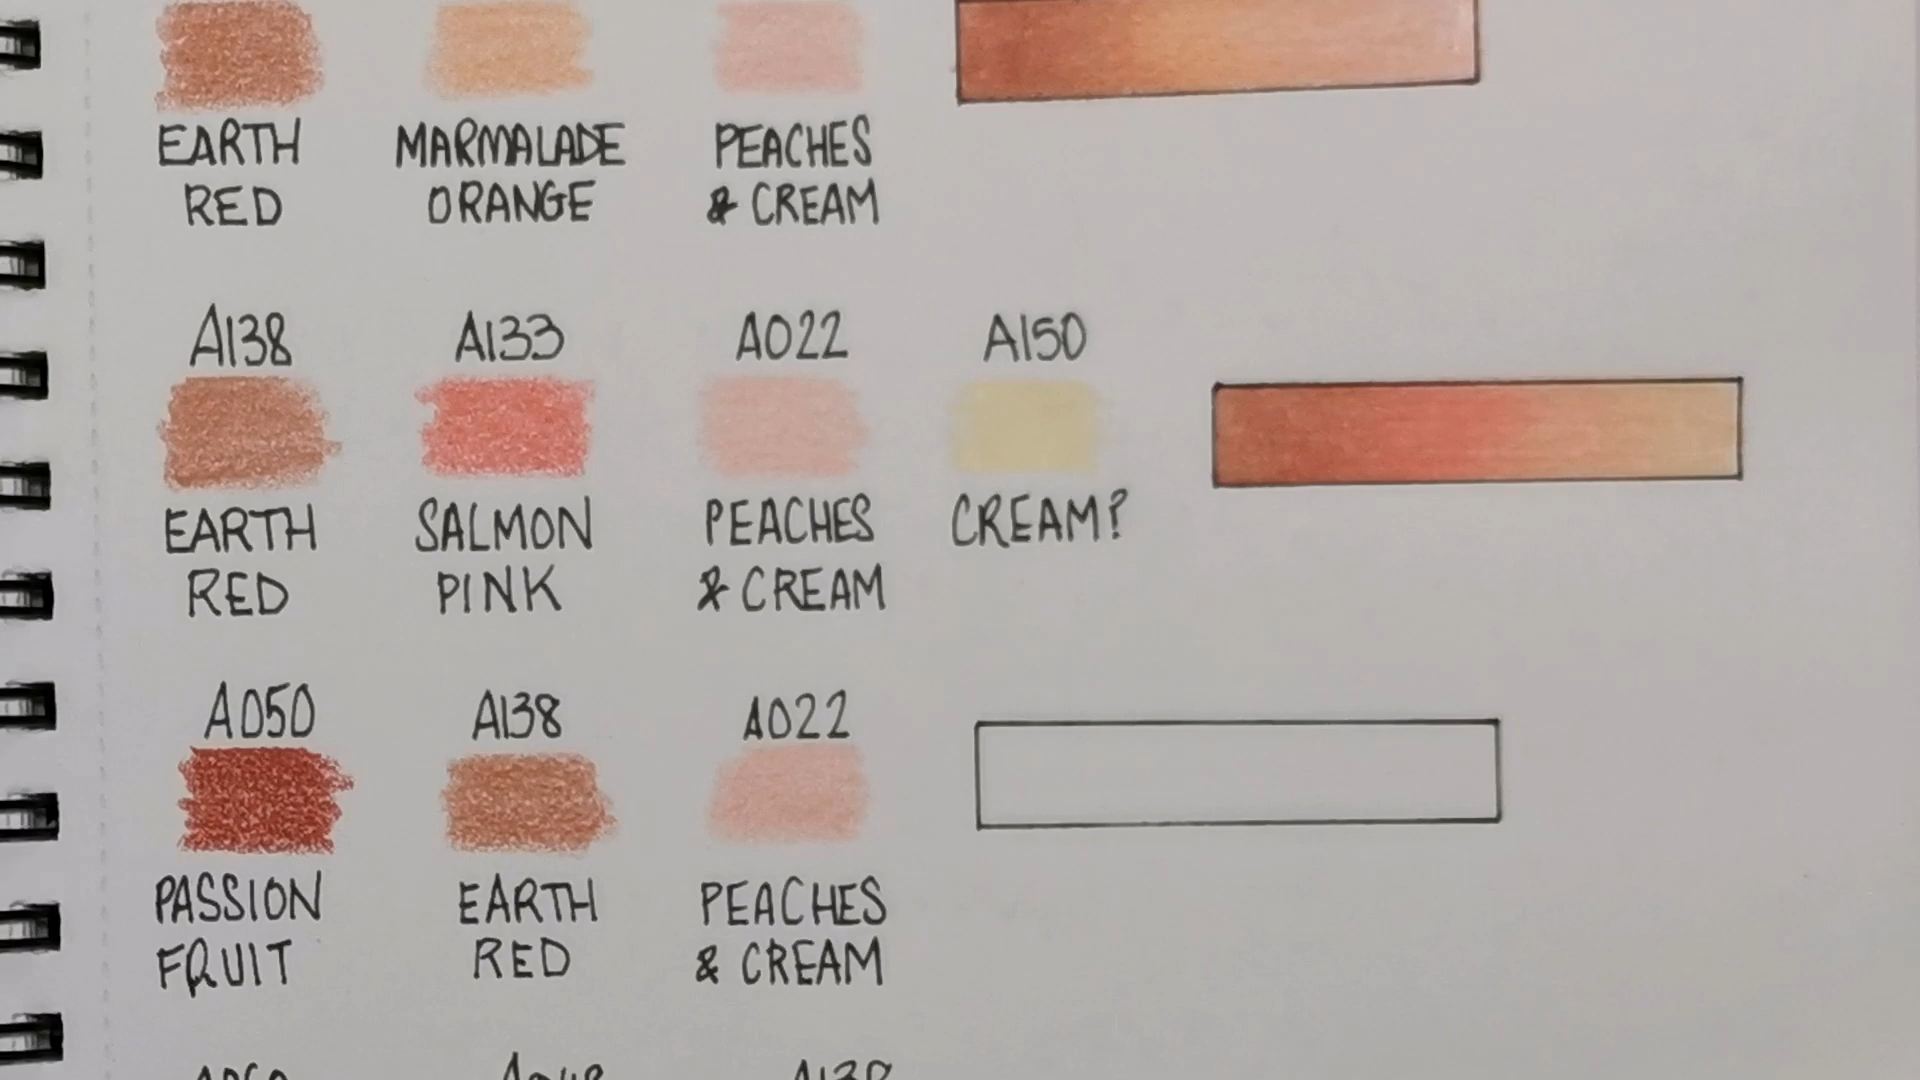 EARTH MARMALADE PEACHES
RED ORANGE & CREAM
A138 A133 A022 A150
EARTH SALMON PEACHES CREAM?
RED PINK & CREAM
A050 A138 A022
PASSION EARTH PEACHES
FRUIT RED & CREAM